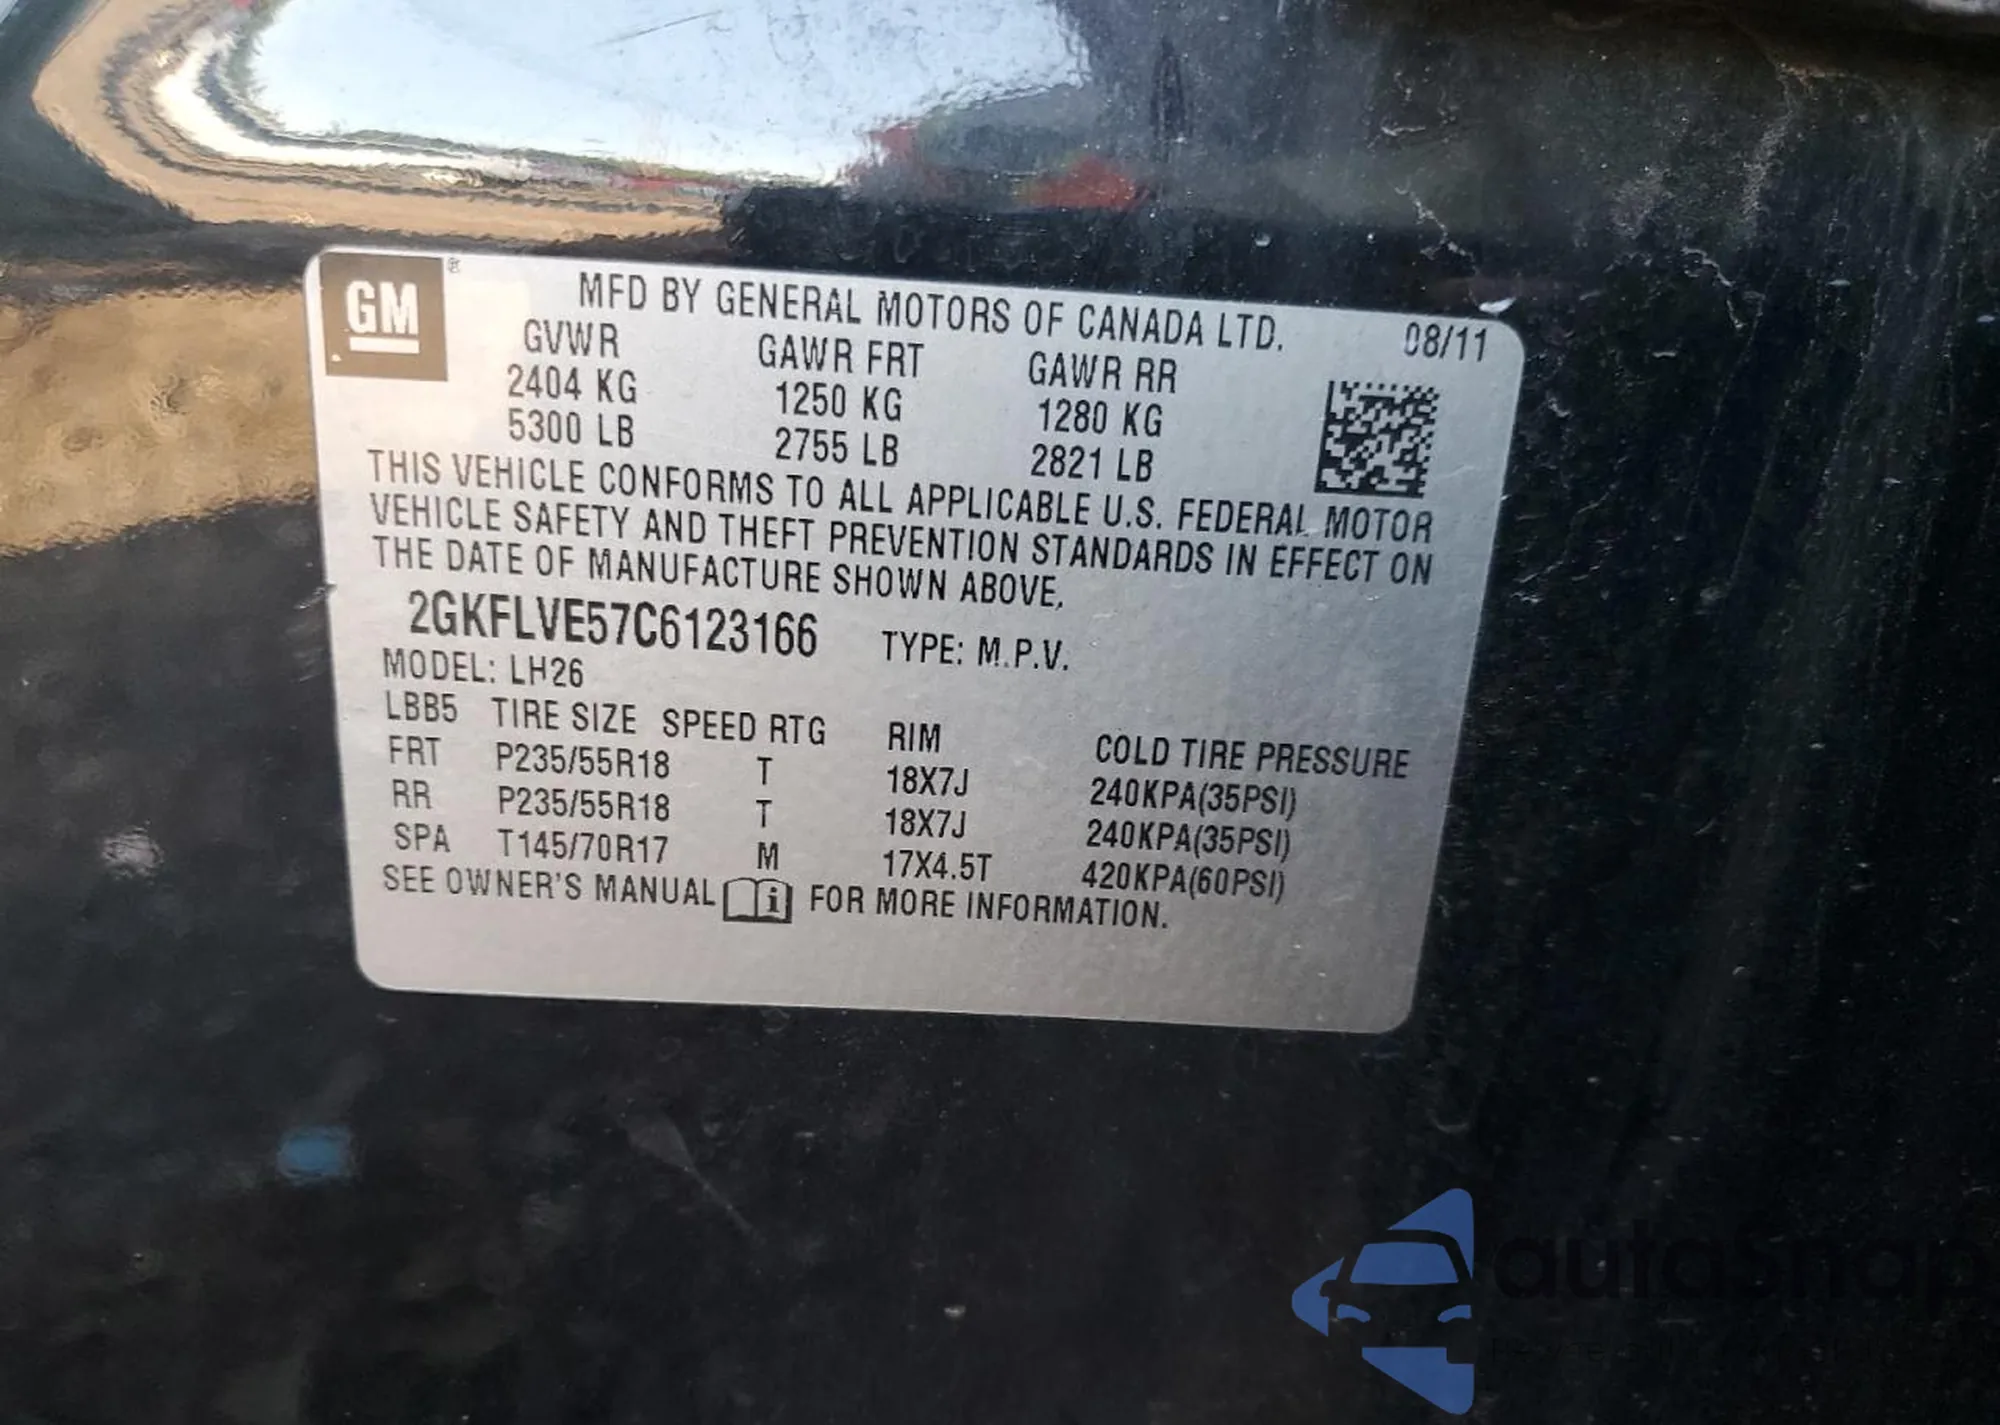 GM®
MFD BY GENERAL MOTORS OF CANADA LTD. 08/11
GVWR GAWR FRT GAWR RR
2404 KG 1250 KG 1280 KG
5300 LB 2755 LB 2821 LB
THIS VEHICLE CONFORMS TO ALL APPLICABLE U.S. FEDERAL MOTOR
VEHICLE SAFETY AND THEFT PREVENTION STANDARDS IN EFFECT ON
THE DATE OF MANUFACTURE SHOWN ABOVE.
2GKFLVE57C6123166 TYPE: M.P.V.
MODEL: LH26
LBB5 TIRE SIZE SPEED RTG RIM COLD TIRE PRESSURE
FRT P235/55R18 T 18X7J 240KPA(35PSI)
RR P235/55R18 T 18X7J 240KPA(35PSI)
SPA T145/70R17 M 17X4.5T 420KPA(60PSI)
SEE OWNER'S MANUAL i FOR MORE INFORMATION.
autosnap